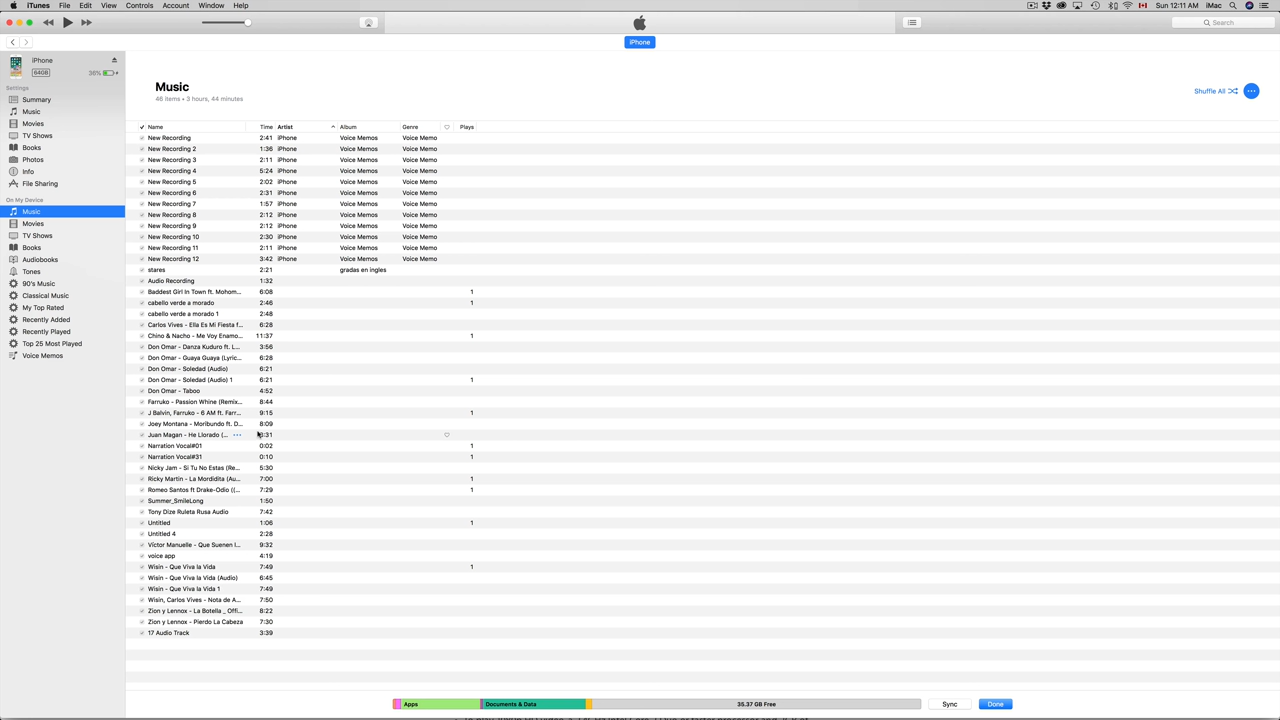 iTunes File Edit View Controls Account Window Help Sun 12:11 AM iMac
Search
iPhone
iPhone
64GB 36%
Settings
Summary
Music
Movies
TV Shows
Books
Photos
Info
File Sharing
On My Device
Music
Movies
TV Shows
Books
Audiobooks
Tones
90's Music
Classical Music
My Top Rated
Recently Added
Recently Played
Top 25 Most Played
Voice Memos
Music
46 items • 3 hours, 44 minutes
Shuffle All
Name Time Artist Album Genre Plays
New Recording 2:41 iPhone Voice Memos Voice Memo
New Recording 2 1:36 iPhone Voice Memos Voice Memo
New Recording 3 2:11 iPhone Voice Memos Voice Memo
New Recording 4 5:24 iPhone Voice Memos Voice Memo
New Recording 5 2:02 iPhone Voice Memos Voice Memo
New Recording 6 2:31 iPhone Voice Memos Voice Memo
New Recording 7 1:57 iPhone Voice Memos Voice Memo
New Recording 8 2:12 iPhone Voice Memos Voice Memo
New Recording 9 2:12 iPhone Voice Memos Voice Memo
New Recording 10 2:30 iPhone Voice Memos Voice Memo
New Recording 11 2:11 iPhone Voice Memos Voice Memo
New Recording 12 3:42 iPhone Voice Memos Voice Memo
stares 2:21 gradas en ingles
Audio Recording 1:32
Baddest Girl In Town ft. Mohom... 6:08 1
cabello verde a morado 2:46 1
cabello verde a morado 1 2:48
Carlos Vives - Ella Es Mi Fiesta f... 6:28
Chino & Nacho - Me Voy Enamo... 11:37 1
Don Omar - Danza Kuduro ft. L... 3:56
Don Omar - Guaya Guaya (Lyric... 6:28
Don Omar - Soledad (Audio) 6:21
Don Omar - Soledad (Audio) 1 6:21 1
Don Omar - Taboo 4:52
Farruko - Passion Whine (Remix... 8:44
J Balvin, Farruko - 6 AM ft. Farr... 9:15 1
Joey Montana - Moribundo ft. D... 8:09
Juan Magan - He Llorado (... :31
Narration Vocal#01 0:02 1
Narration Vocal#31 0:10 1
Nicky Jam - Si Tu No Estas (Re... 5:30
Ricky Martin - La Mordidita (Au... 7:00 1
Romeo Santos ft Drake-Odio ((... 7:29 1
Summer_SmileLong 1:50
Tony Dize Ruleta Rusa Audio 7:42
Untitled 1:06 1
Untitled 4 2:28
Víctor Manuelle - Que Suenen l... 9:32
voice app 4:19
Wisin - Que Viva la Vida 7:49 1
Wisin - Que Viva la Vida (Audio) 6:45
Wisin - Que Viva la Vida 1 7:49
Wisin, Carlos Vives - Nota de A... 7:50
Zion y Lennox - La Botella _ Offi... 8:22
Zion y Lennox - Pierdo La Cabeza 7:30
17 Audio Track 3:39
Apps Documents & Data 35.37 GB Free Sync Done